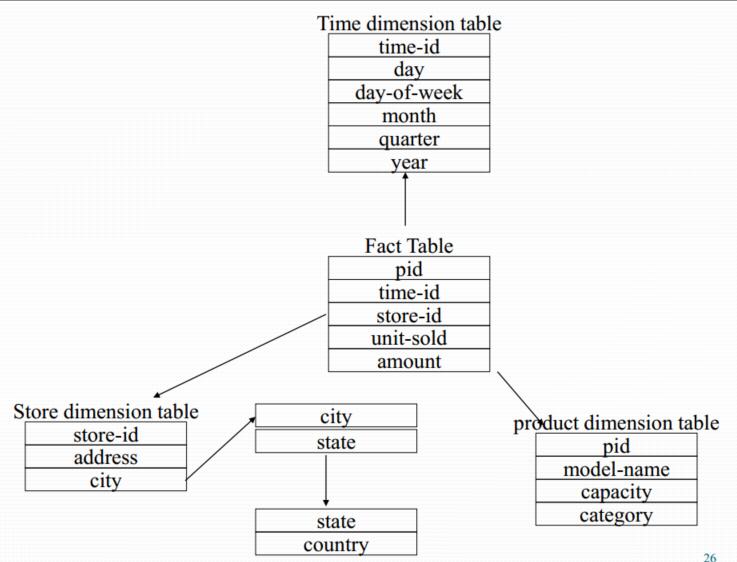 Time dimension table
time-id
day
day-of-week
month
quarter
year
Fact Table
pid
time-id
store-id
unit-sold
amount
Store dimension table
store-id
address
city
city
state
state
country
product dimension table
pid
model-name
capacity
category
26